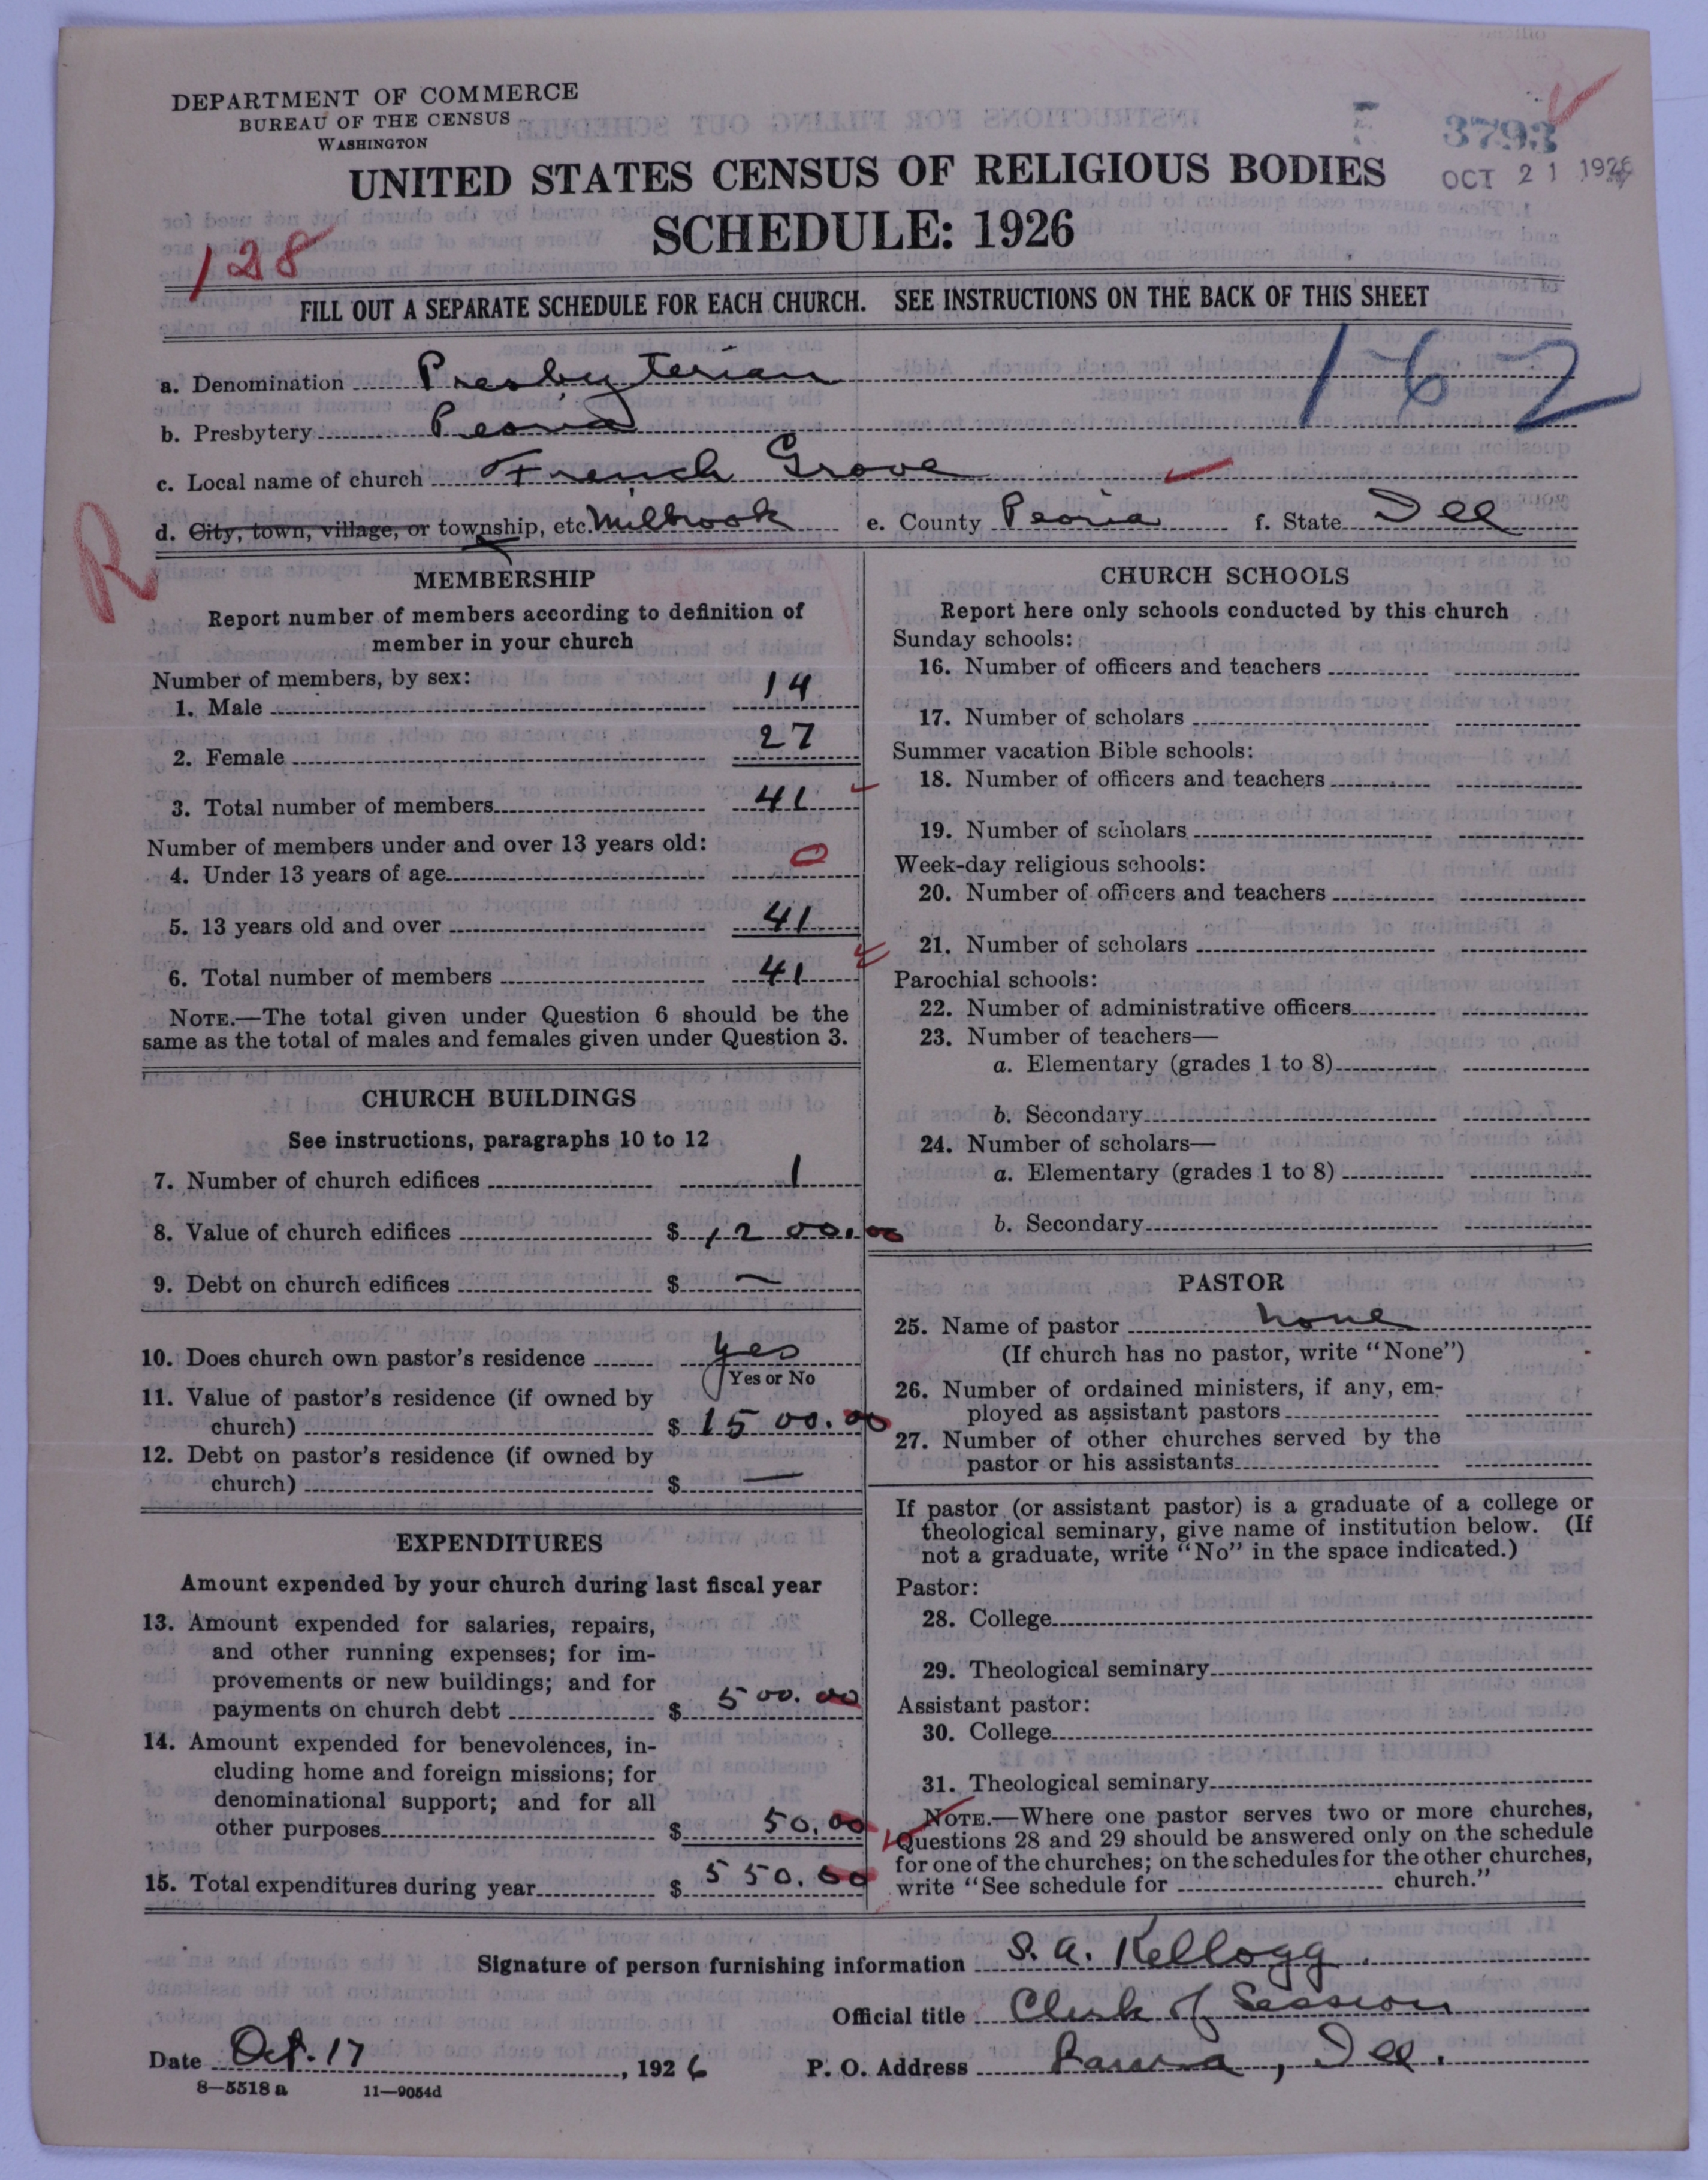 DEPARTMENT OF COMMERCE
BUREAU OF THE CENSUS
WASHINGTON
3793
OCT 21 1926
UNITED STATES CENSUS OF RELIGIOUS BODIES
SCHEDULE: 1926
128
FILL OUT A SEPARATE SCHEDULE FOR EACH CHURCH. SEE INSTRUCTIONS ON THE BACK OF THIS SHEET
162
a. Denomination Presbyterian
b. Presbytery Peoria
c. Local name of church French Grove
d. City, town, village, or township, etc. Milbrook e. County Peoria f. State Ill
R
MEMBERSHIP
Report number of members according to definition of
member in your church
Number of members, by sex:
1. Male 14
2. Female 27
3. Total number of members 41
Number of members under and over 13 years old:
4. Under 13 years of age 0
5. 13 years old and over 41
6. Total number of members 41
NOTE.—The total given under Question 6 should be the
same as the total of males and females given under Question 3.
CHURCH BUILDINGS
See instructions, paragraphs 10 to 12
7. Number of church edifices 1
8. Value of church edifices $ 1200.00
9. Debt on church edifices $ —
10. Does church own pastor's residence yes
Yes or No
11. Value of pastor's residence (if owned by
church) $ 1500.00
12. Debt on pastor's residence (if owned by
church) $ —
EXPENDITURES
Amount expended by your church during last fiscal year
13. Amount expended for salaries, repairs,
and other running expenses; for im-
provements or new buildings; and for
payments on church debt $ 500.00
14. Amount expended for benevolences, in-
cluding home and foreign missions; for
denominational support; and for all
other purposes $ 50.00
15. Total expenditures during year $ 550.00
CHURCH SCHOOLS
Report here only schools conducted by this church
Sunday schools:
16. Number of officers and teachers
17. Number of scholars
Summer vacation Bible schools:
18. Number of officers and teachers
19. Number of scholars
Week-day religious schools:
20. Number of officers and teachers
21. Number of scholars
Parochial schools:
22. Number of administrative officers
23. Number of teachers—
a. Elementary (grades 1 to 8)
b. Secondary
24. Number of scholars—
a. Elementary (grades 1 to 8)
b. Secondary
PASTOR
25. Name of pastor none
(If church has no pastor, write "None")
26. Number of ordained ministers, if any, em-
ployed as assistant pastors
27. Number of other churches served by the
pastor or his assistants
If pastor (or assistant pastor) is a graduate of a college or
theological seminary, give name of institution below. (If
not a graduate, write "No" in the space indicated.)
Pastor:
28. College
29. Theological seminary
Assistant pastor:
30. College
31. Theological seminary
NOTE.—Where one pastor serves two or more churches,
Questions 28 and 29 should be answered only on the schedule
for one of the churches; on the schedules for the other churches,
write "See schedule for church."
Signature of person furnishing information S. A. Kellogg
Official title Clerk of Session
Date Oct. 17, 1926 P. O. Address , Ill.
8—5518 a 11—9054d